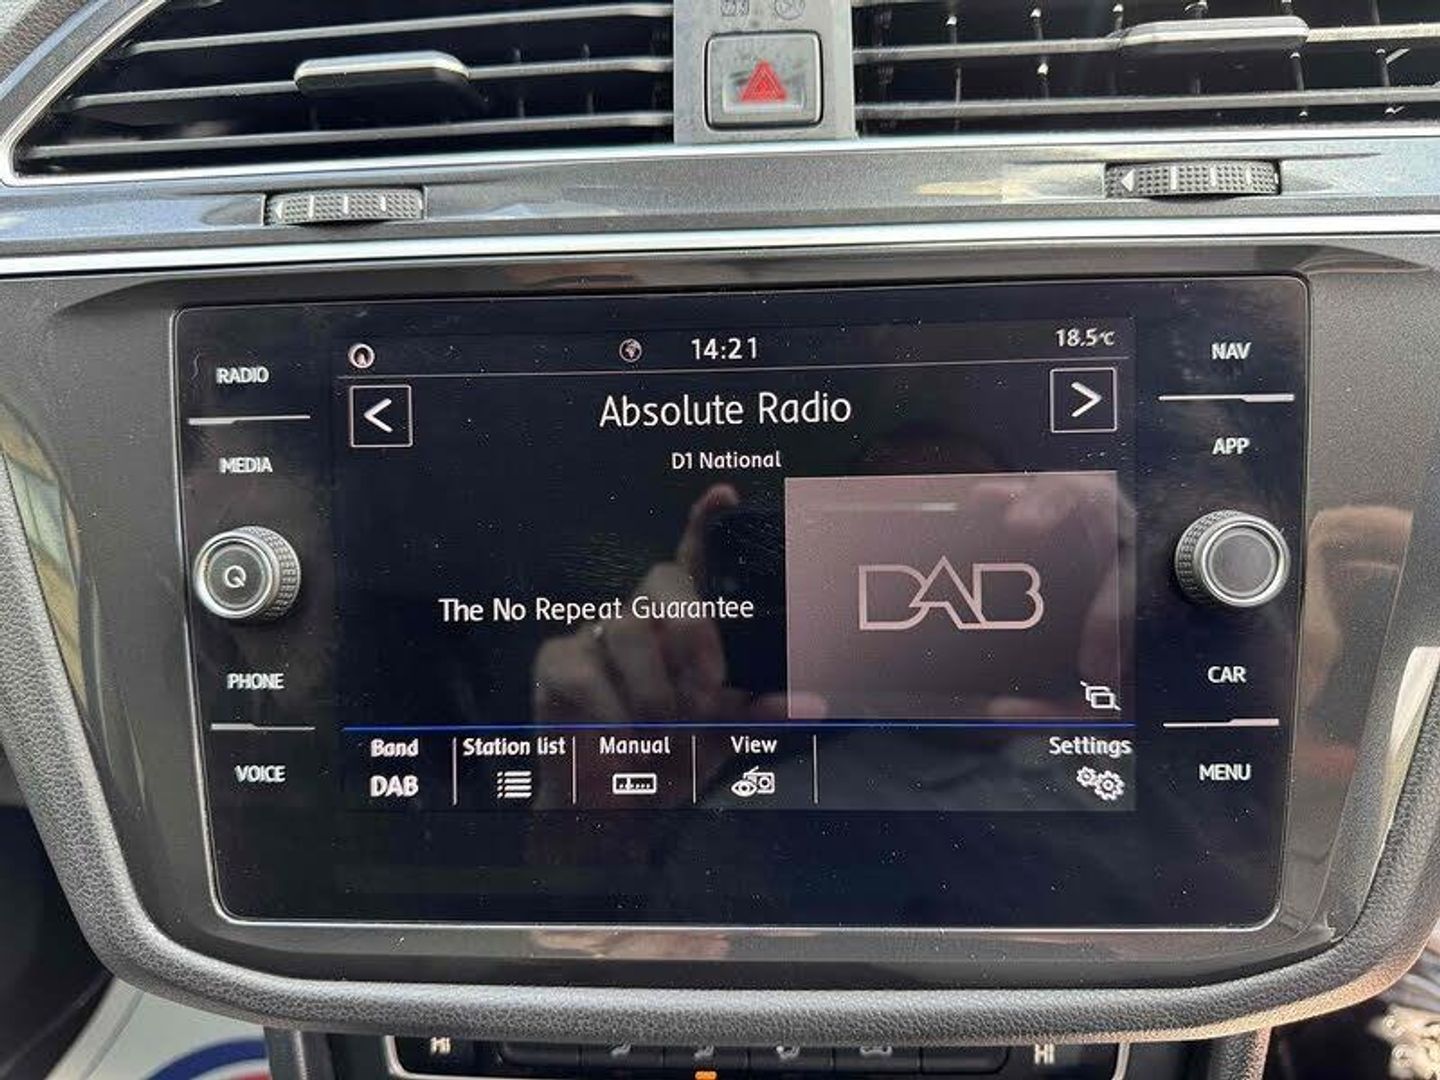 14:21
18.5°C
RADIO
NAV
Absolute Radio
D1 National
MEDIA
APP
The No Repeat Guarantee
DAB
PHONE
CAR
VOICE
MENU
Band
DAB
Station list
Manual
View
Settings
HI
HI